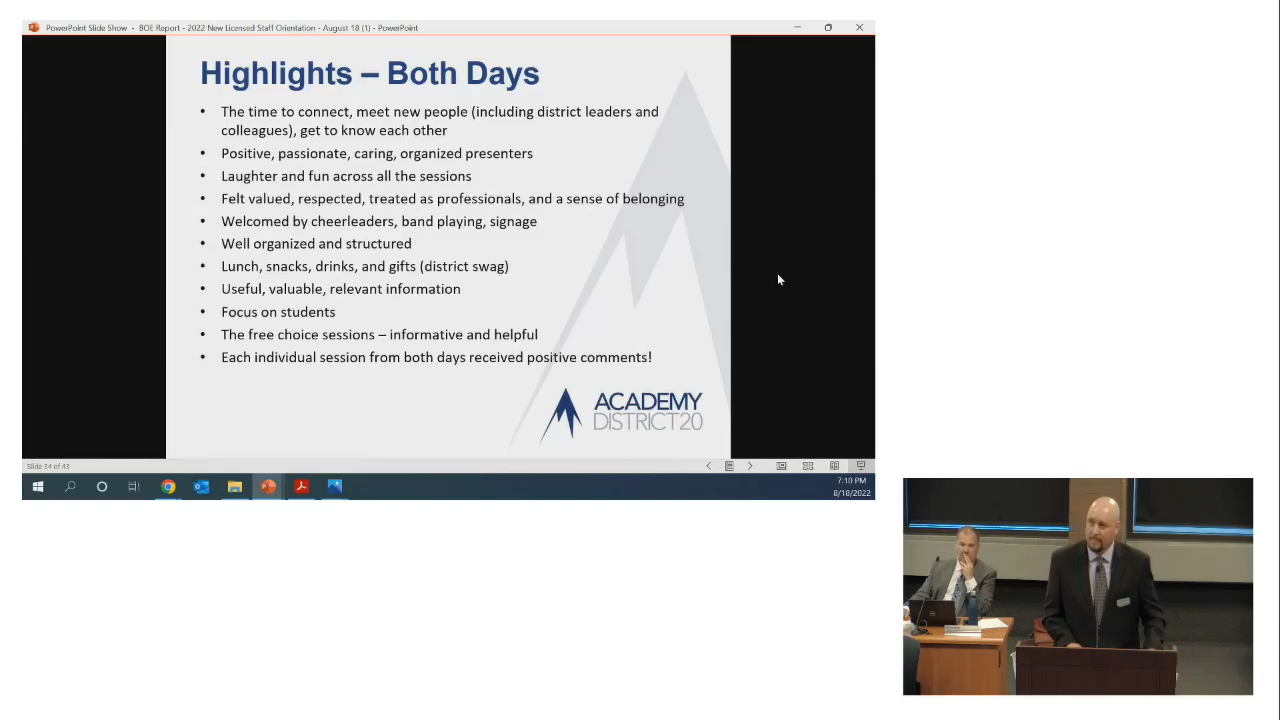 PowerPoint Slide Show - BOE Report - 2022 New Licensed Staff Orientation - August 18 (1) - PowerPoint
Highlights – Both Days
• The time to connect, meet new people (including district leaders and
colleagues), get to know each other
• Positive, passionate, caring, organized presenters
• Laughter and fun across all the sessions
• Felt valued, respected, treated as professionals, and a sense of belonging
• Welcomed by cheerleaders, band playing, signage
• Well organized and structured
• Lunch, snacks, drinks, and gifts (district swag)
• Useful, valuable, relevant information
• Focus on students
• The free choice sessions – informative and helpful
• Each individual session from both days received positive comments!
ACADEMY
DISTRICT20
Slide 34 of 43
7:10 PM
8/18/2022